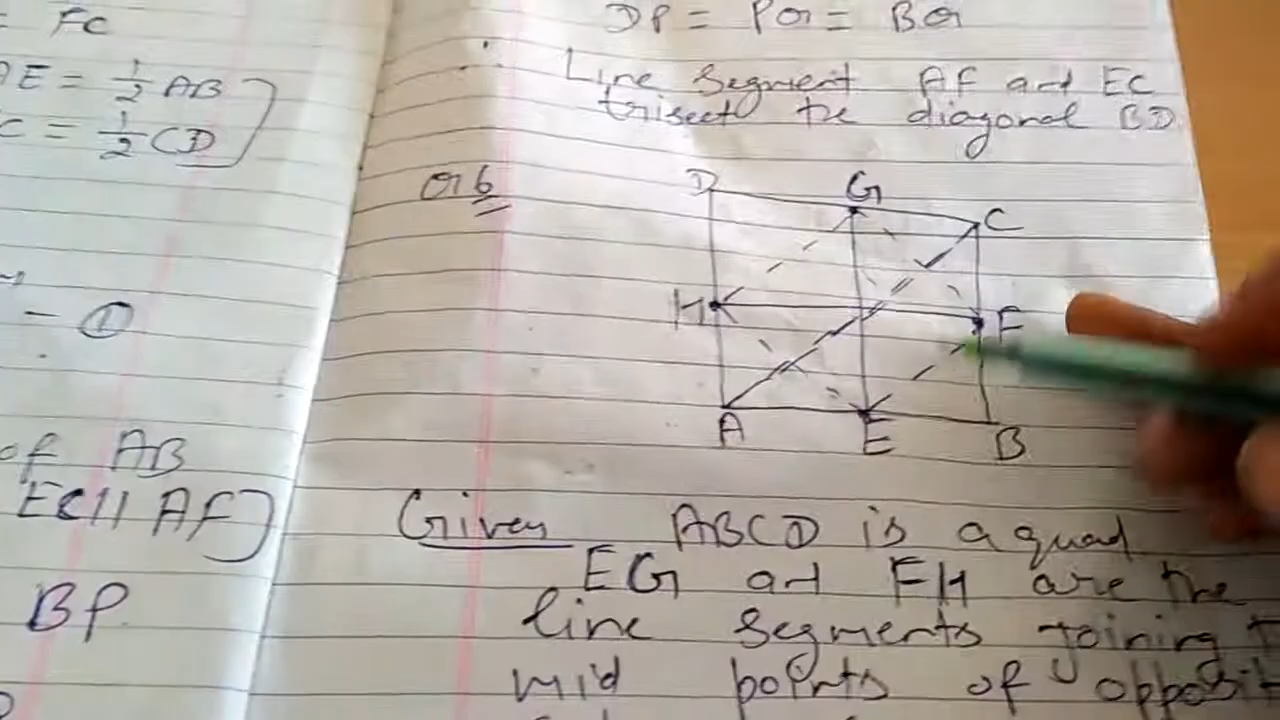 = FC
AE = 1/2 AB
C = 1/2 CD
- ①
of AB
EC || AF)
BP
DP = PQ = BQ
∴ Line Segment AF and EC
trisect the diagonal BD
Q6
D G C
H F
A E B
Given ABCD is a quad
EG and FH are the
line segments joining
mid points of opposit